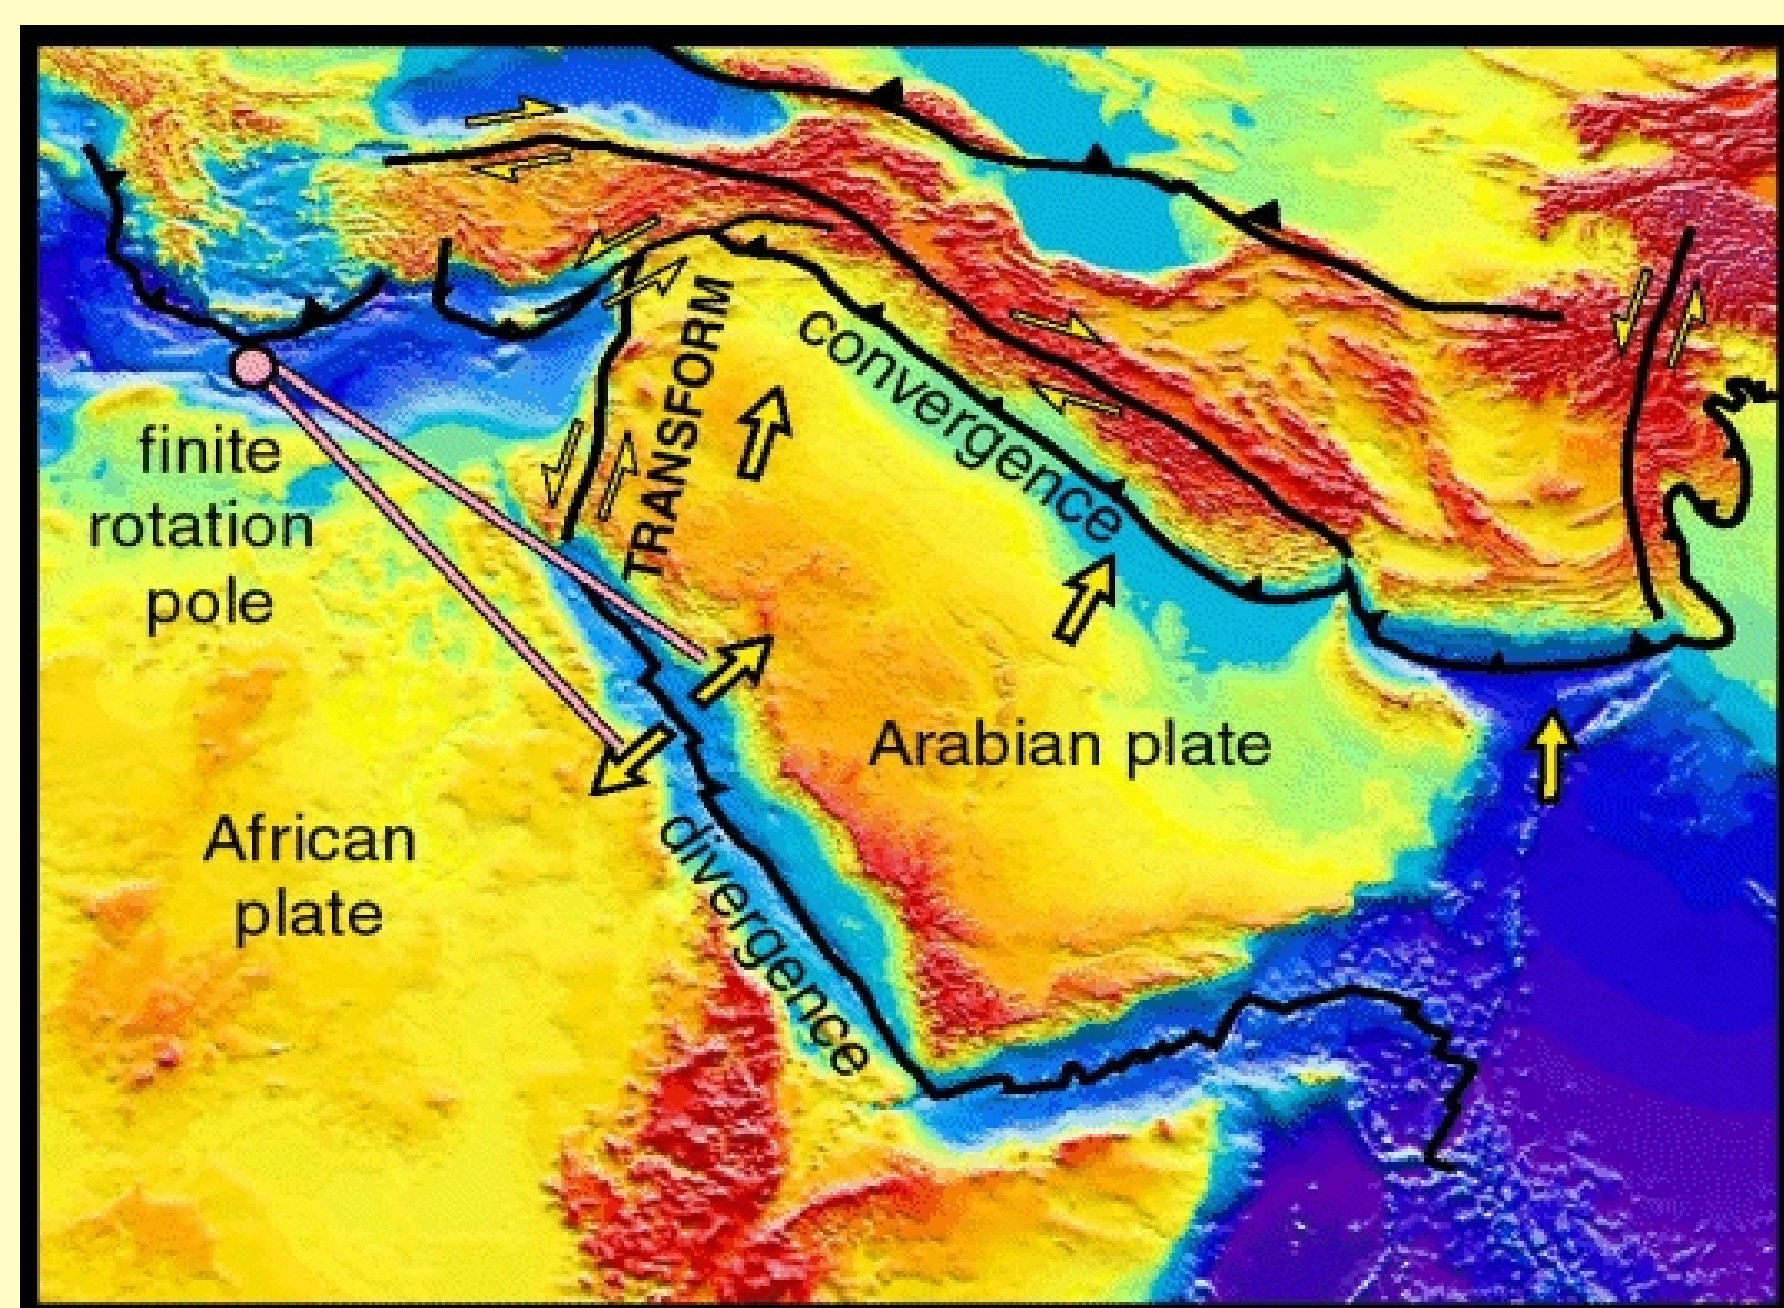 TRANSFORM
convergence
finite
rotation
pole
Arabian plate
African
plate
divergence